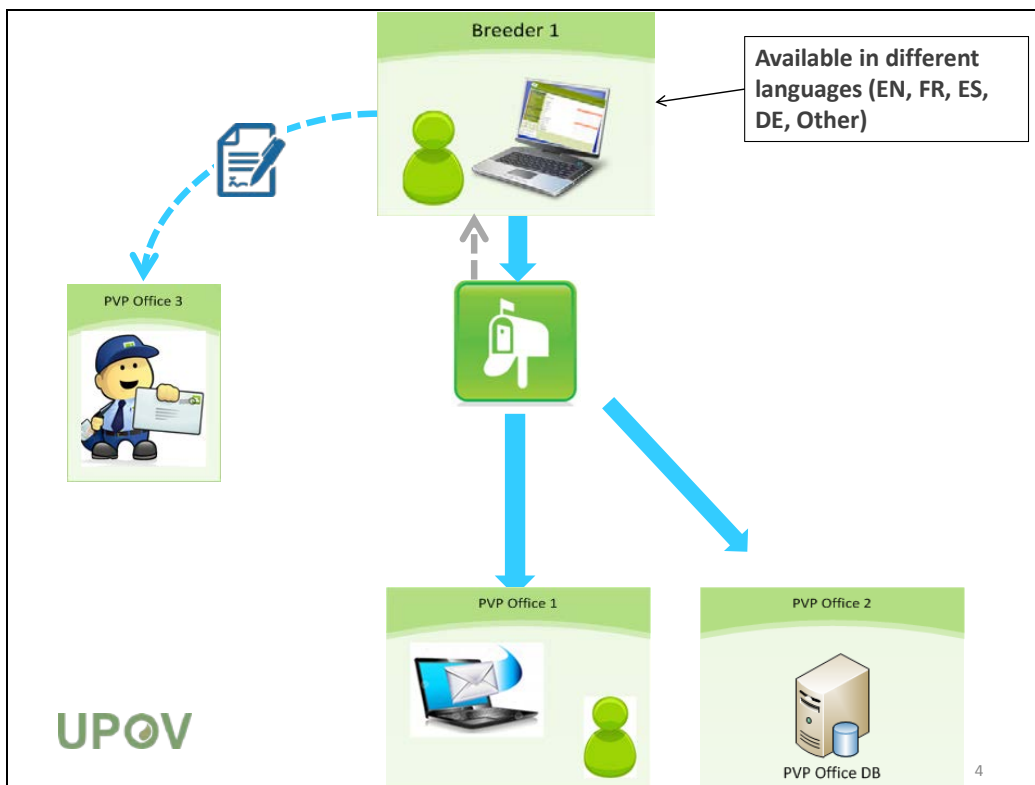 Breeder 1
Available in different
languages (EN, FR, ES,
DE, Other)
PVP Office 3
PVP Office 1
PVP Office 2
PVP Office DB
UPOV
4